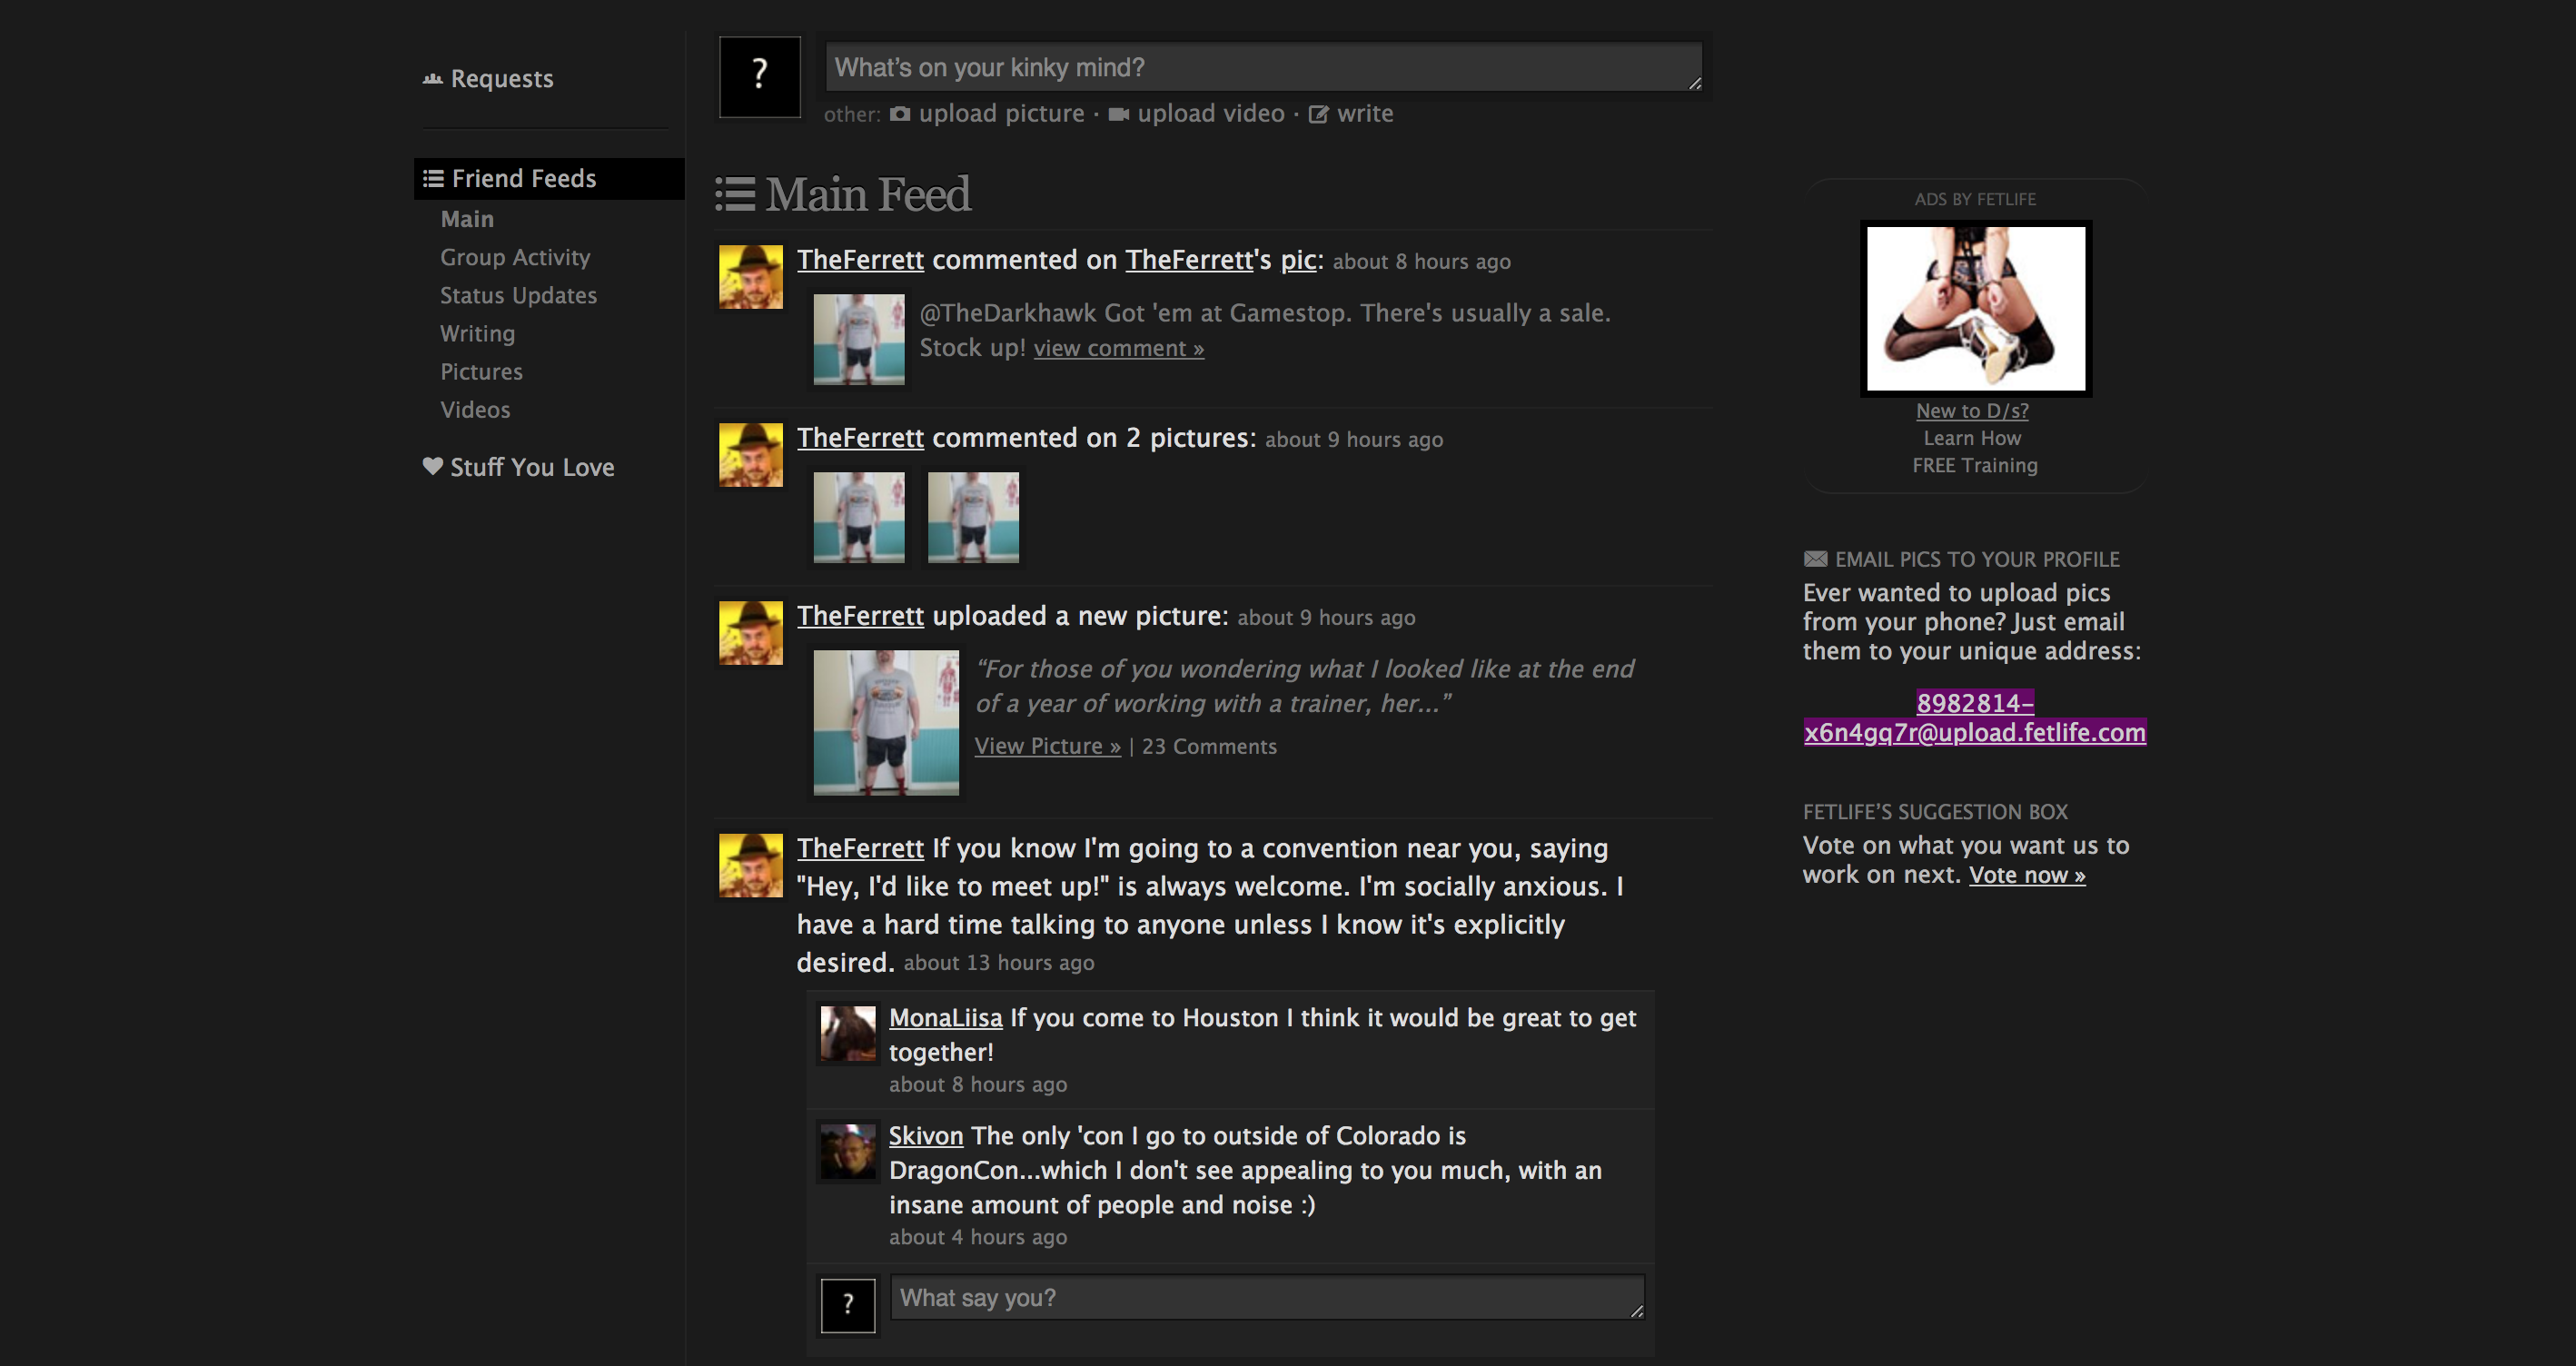 Requests
Friend Feeds
Main
Group Activity
Status Updates
Writing
Pictures
Videos
Stuff You Love
?
What's on your kinky mind?
other: upload picture · upload video · write
Main Feed
TheFerrett commented on TheFerrett's pic: about 8 hours ago
@TheDarkhawk Got 'em at Gamestop. There's usually a sale.
Stock up! view comment »
TheFerrett commented on 2 pictures: about 9 hours ago
TheFerrett uploaded a new picture: about 9 hours ago
“For those of you wondering what I looked like at the end
of a year of working with a trainer, her...”
View Picture » | 23 Comments
TheFerrett If you know I'm going to a convention near you, saying
"Hey, I'd like to meet up!" is always welcome. I'm socially anxious. I
have a hard time talking to anyone unless I know it's explicitly
desired. about 13 hours ago
MonaLiisa If you come to Houston I think it would be great to get
together!
about 8 hours ago
Skivon The only 'con I go to outside of Colorado is
DragonCon...which I don't see appealing to you much, with an
insane amount of people and noise :)
about 4 hours ago
?
What say you?
ADS BY FETLIFE
New to D/s?
Learn How
FREE Training
EMAIL PICS TO YOUR PROFILE
Ever wanted to upload pics
from your phone? Just email
them to your unique address:
8982814-
x6n4gq7r@upload.fetlife.com
FETLIFE'S SUGGESTION BOX
Vote on what you want us to
work on next. Vote now »